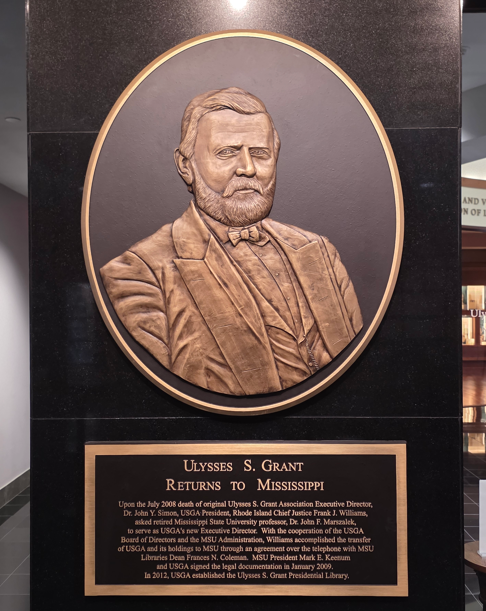 AND V
N OF L
Uly
ULYSSES S. GRANT
RETURNS TO MISSISSIPPI
Upon the July 2008 death of original Ulysses S. Grant Association Executive Director,
Dr. John Y. Simon, USGA President, Rhode Island Chief Justice Frank J. Williams,
asked retired Mississippi State University professor, Dr. John F. Marszalek,
to serve as USGA's new Executive Director. With the cooperation of the USGA
Board of Directors and the MSU Administration, Williams accomplished the transfer
of USGA and its holdings to MSU through an agreement over the telephone with MSU
Libraries Dean Frances N. Coleman. MSU President Mark E. Keenum
and USGA signed the legal documentation in January 2009.
In 2012, USGA established the Ulysses S. Grant Presidential Library.